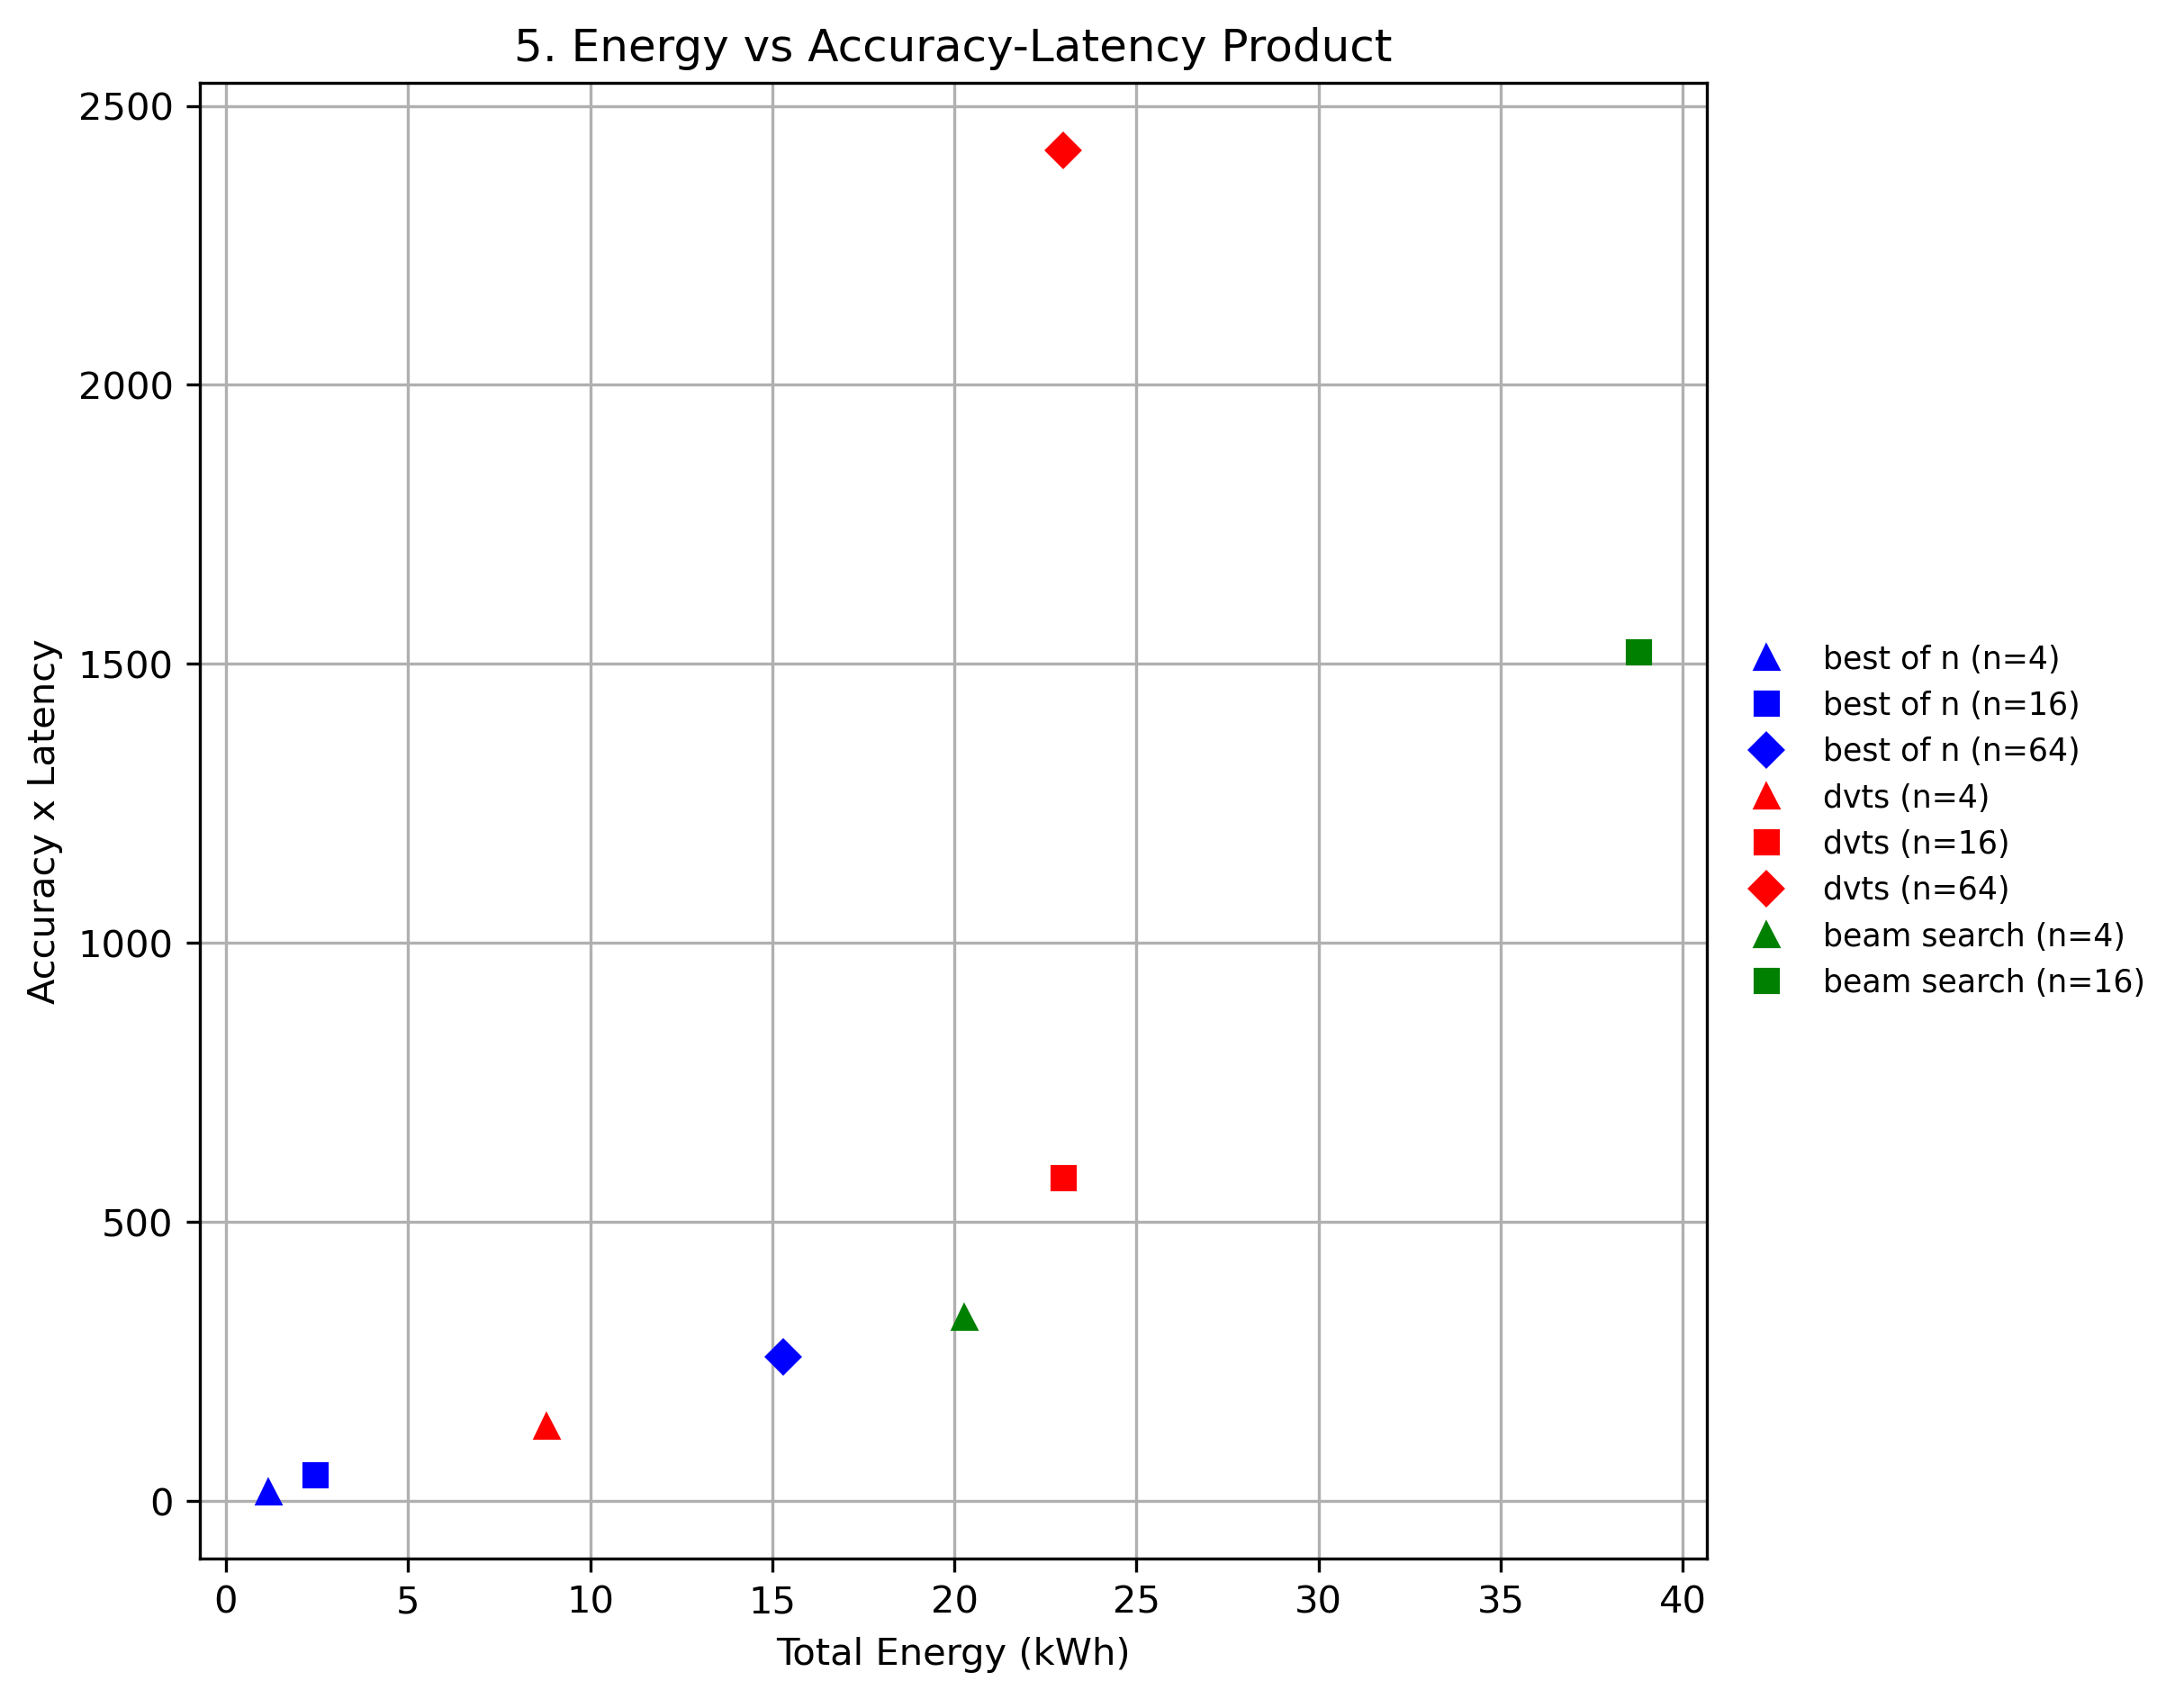 5. Energy vs Accuracy-Latency Product
2500
2000
1500
1000
500
0
Accuracy x Latency
0 5 10 15 20 25 30 35 40
Total Energy (kWh)
best of n (n=4)
best of n (n=16)
best of n (n=64)
dvts (n=4)
dvts (n=16)
dvts (n=64)
beam search (n=4)
beam search (n=16)